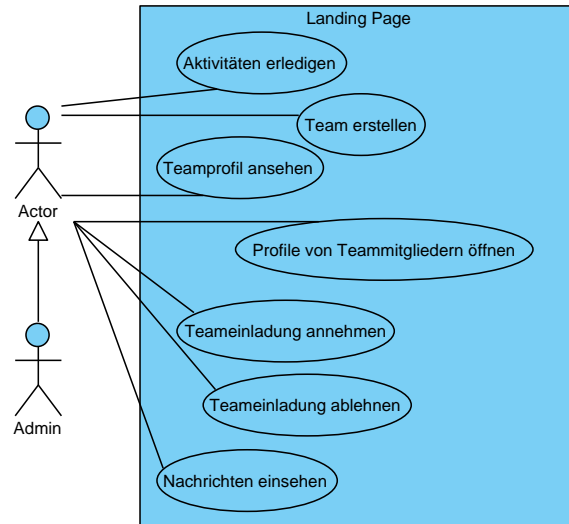 Landing Page
Aktivitäten erledigen
Team erstellen
Teamprofil ansehen
Actor
Profile von Teammitgliedern öffnen
Teameinladung annehmen
Teameinladung ablehnen
Admin
Nachrichten einsehen